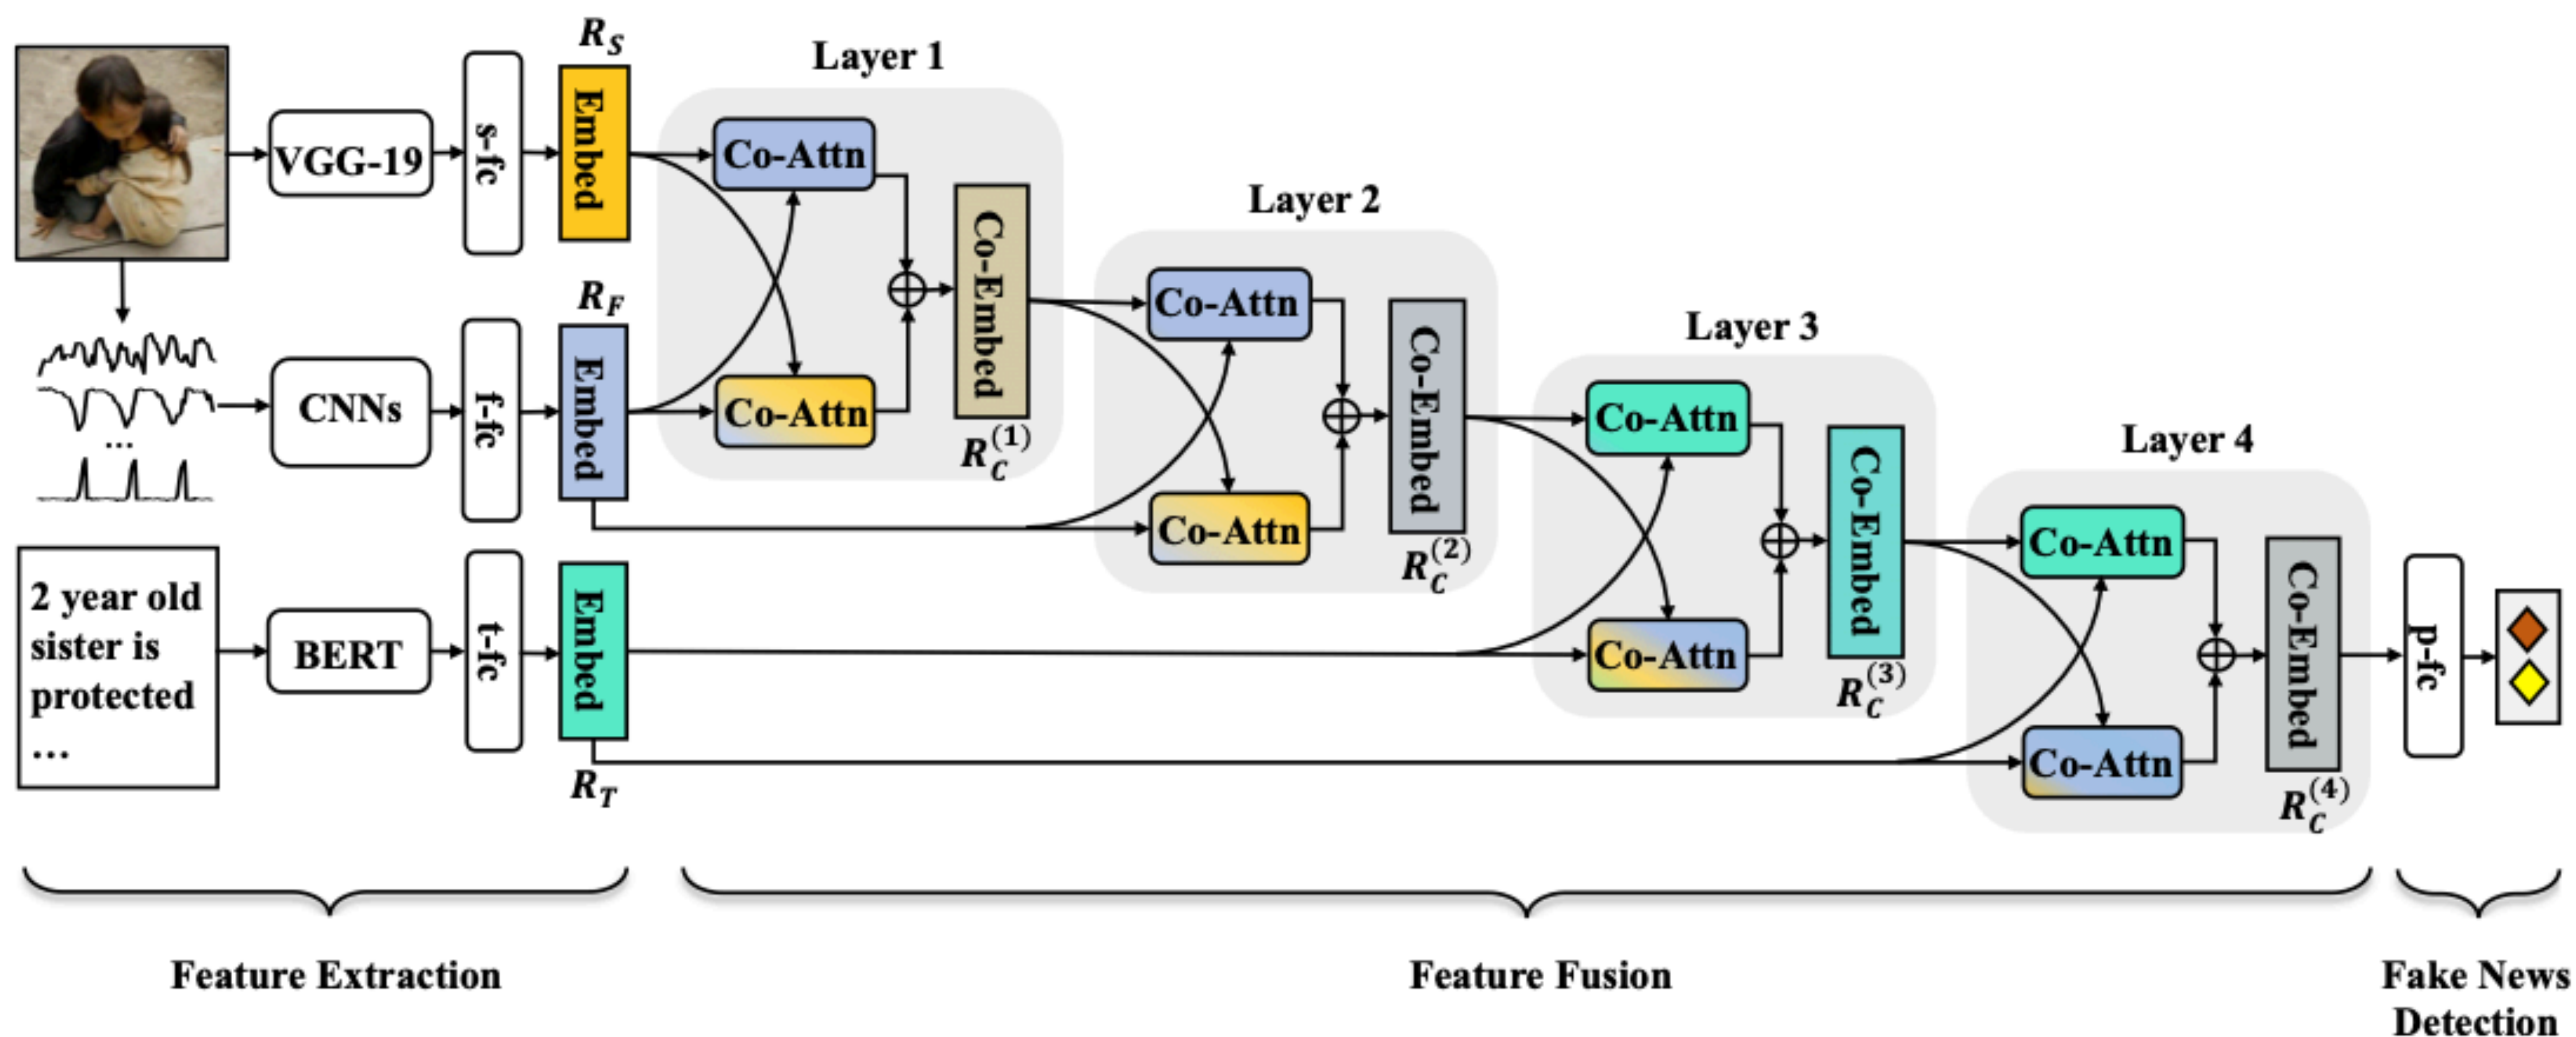 R_S
Layer 1
VGG-19
s-fc
Embed
Co-Attn
Co-Attn
Co-Embed
R_C^(1)
Layer 2
Co-Attn
Co-Attn
Co-Embed
R_C^(2)
R_F
CNNs
f-fc
Embed
...
Layer 3
Co-Attn
Co-Attn
Co-Embed
R_C^(3)
Layer 4
Co-Attn
Co-Attn
Co-Embed
R_C^(4)
2 year old
sister is
protected
...
BERT
t-fc
Embed
R_T
p-fc
Feature Extraction
Feature Fusion
Fake News
Detection